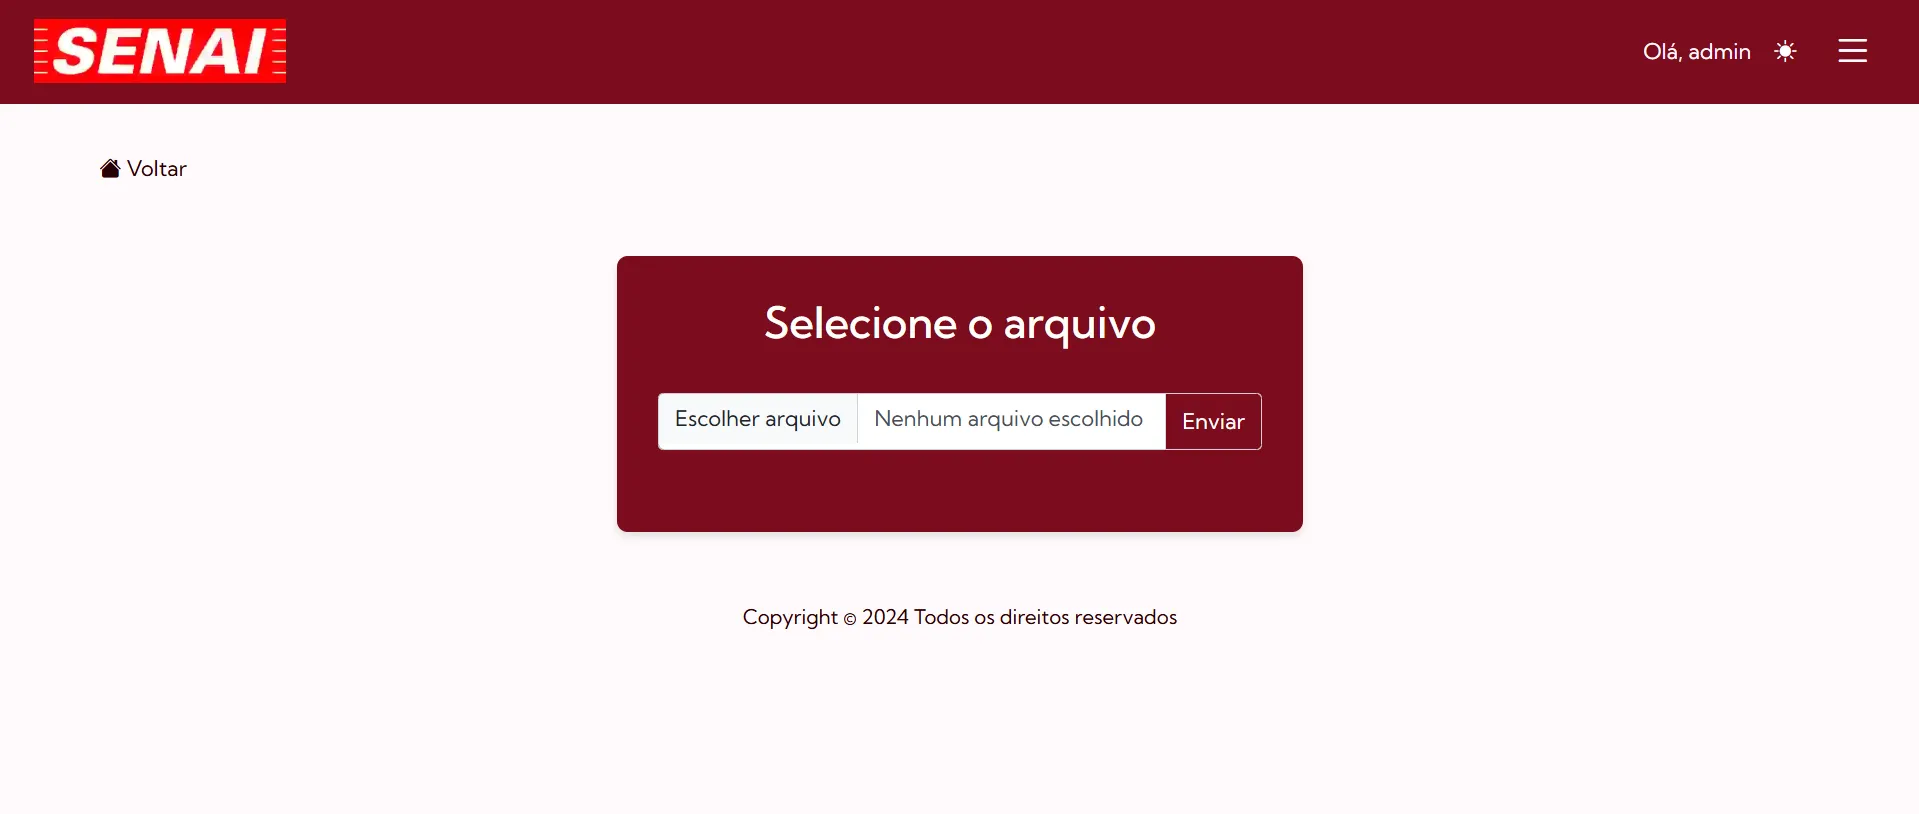 SENAI
Olá, admin
Voltar
Selecione o arquivo
Escolher arquivo Nenhum arquivo escolhido Enviar
Copyright © 2024 Todos os direitos reservados